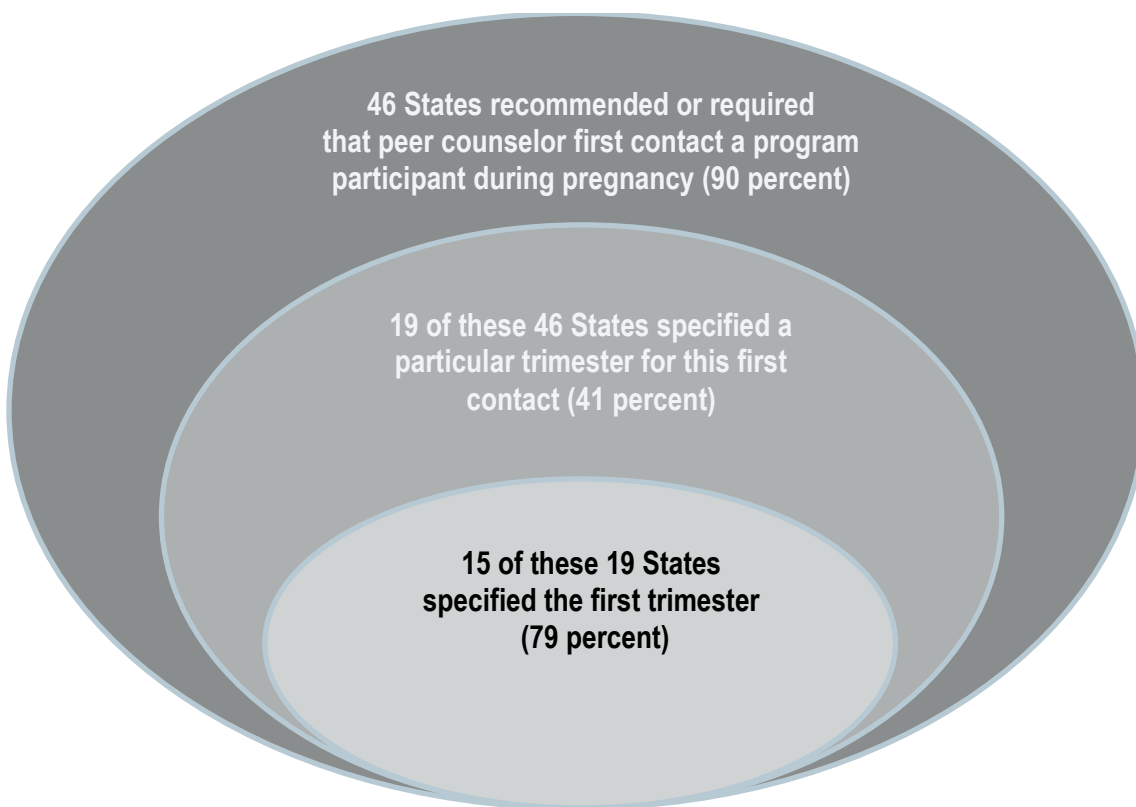 46 States recommended or required
that peer counselor first contact a program
participant during pregnancy (90 percent)
19 of these 46 States specified a
particular trimester for this first
contact (41 percent)
15 of these 19 States
specified the first trimester
(79 percent)